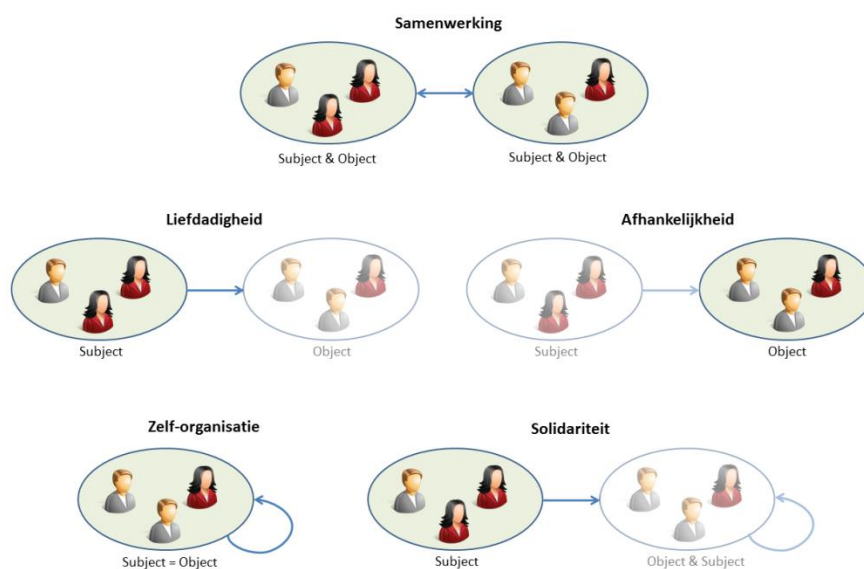 Samenwerking
Subject & Object
Subject & Object
Liefdadigheid
Afhankelijkheid
Subject
Object
Subject
Object
Zelf-organisatie
Solidariteit
Subject = Object
Subject
Object & Subject